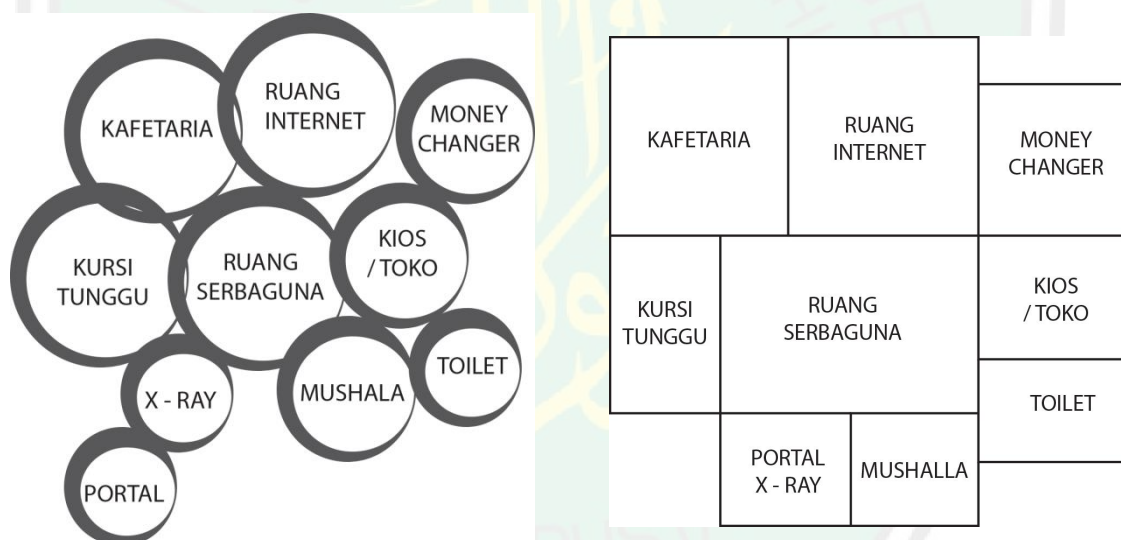 KAFETARIA
RUANG
INTERNET
MONEY
CHANGER
KURSI
TUNGGU
RUANG
SERBAGUNA
KIOS
/ TOKO
X - RAY
MUSHALA
TOILET
PORTAL
KAFETARIA
RUANG
INTERNET
MONEY
CHANGER
KURSI
TUNGGU
RUANG
SERBAGUNA
KIOS
/ TOKO
TOILET
PORTAL
X - RAY
MUSHALLA